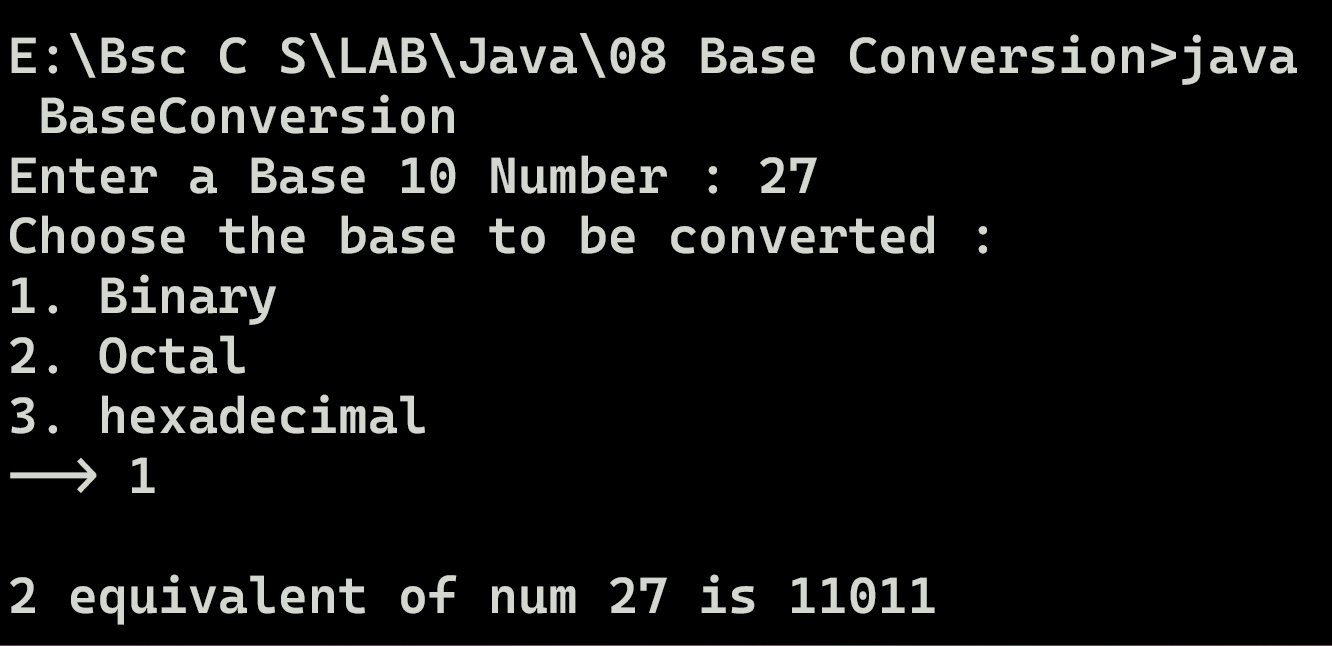 E:\Bsc C S\LAB\Java\08 Base Conversion>java
BaseConversion
Enter a Base 10 Number : 27
Choose the base to be converted :
1. Binary
2. Octal
3. hexadecimal
--> 1
2 equivalent of num 27 is 11011